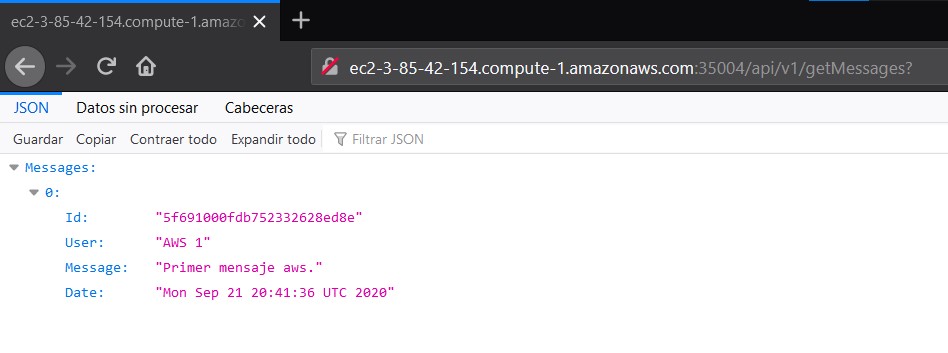 ec2-3-85-42-154.compute-1.amazo
ec2-3-85-42-154.compute-1.amazonaws.com:35004/api/v1/getMessages?
JSON Datos sin procesar Cabeceras
Guardar Copiar Contraer todo Expandir todo Filtrar JSON
Messages:
0:
Id: "5f691000fdb752332628ed8e"
User: "AWS 1"
Message: "Primer mensaje aws."
Date: "Mon Sep 21 20:41:36 UTC 2020"